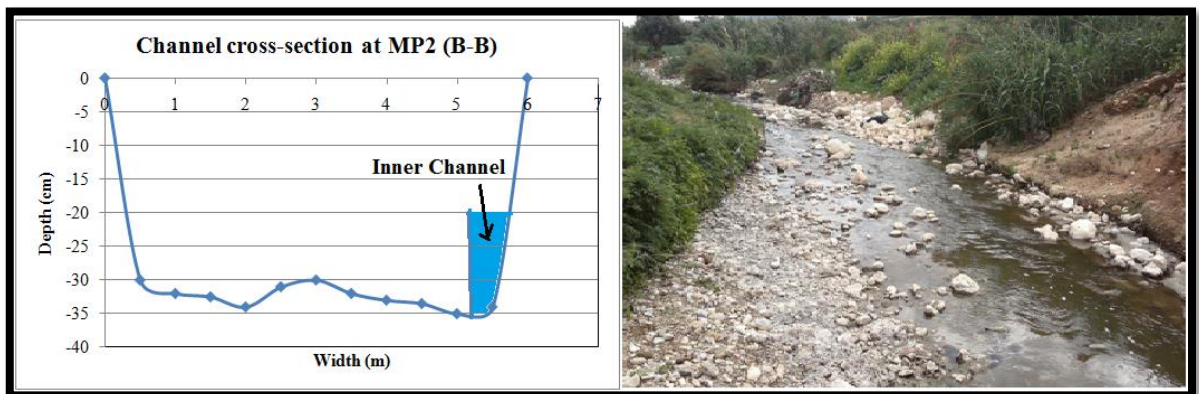 Channel cross-section at MP2 (B-B)
0
0 1 2 3 4 5 6 7
-5
-10
Inner Channel
-15
-20
Depth (cm)
-25
-30
-35
-40
Width (m)